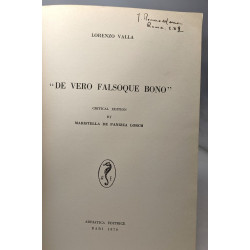 LORENZO VALLA
"DE VERO FALSOQUE BONO"
CRITICAL EDITION
BY
MARISTELLA DE PANIZZA LORCH
ADRIATICA EDITRICE
BARI 1970